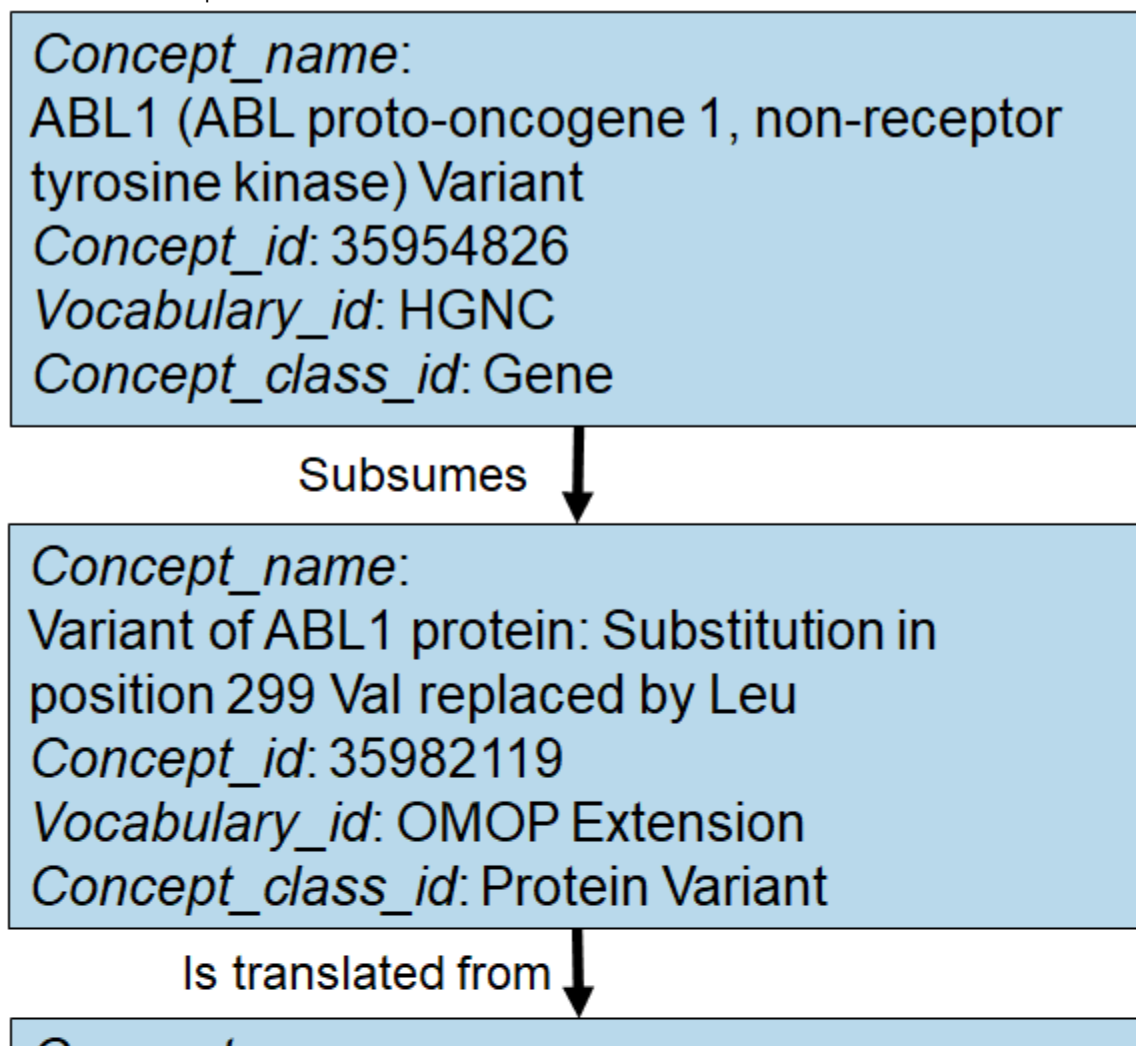 Concept_name:
ABL1 (ABL proto-oncogene 1, non-receptor
tyrosine kinase) Variant
Concept_id: 35954826
Vocabulary_id: HGNC
Concept_class_id: Gene
Subsumes
Concept_name:
Variant of ABL1 protein: Substitution in
position 299 Val replaced by Leu
Concept_id: 35982119
Vocabulary_id: OMOP Extension
Concept_class_id: Protein Variant
Is translated from